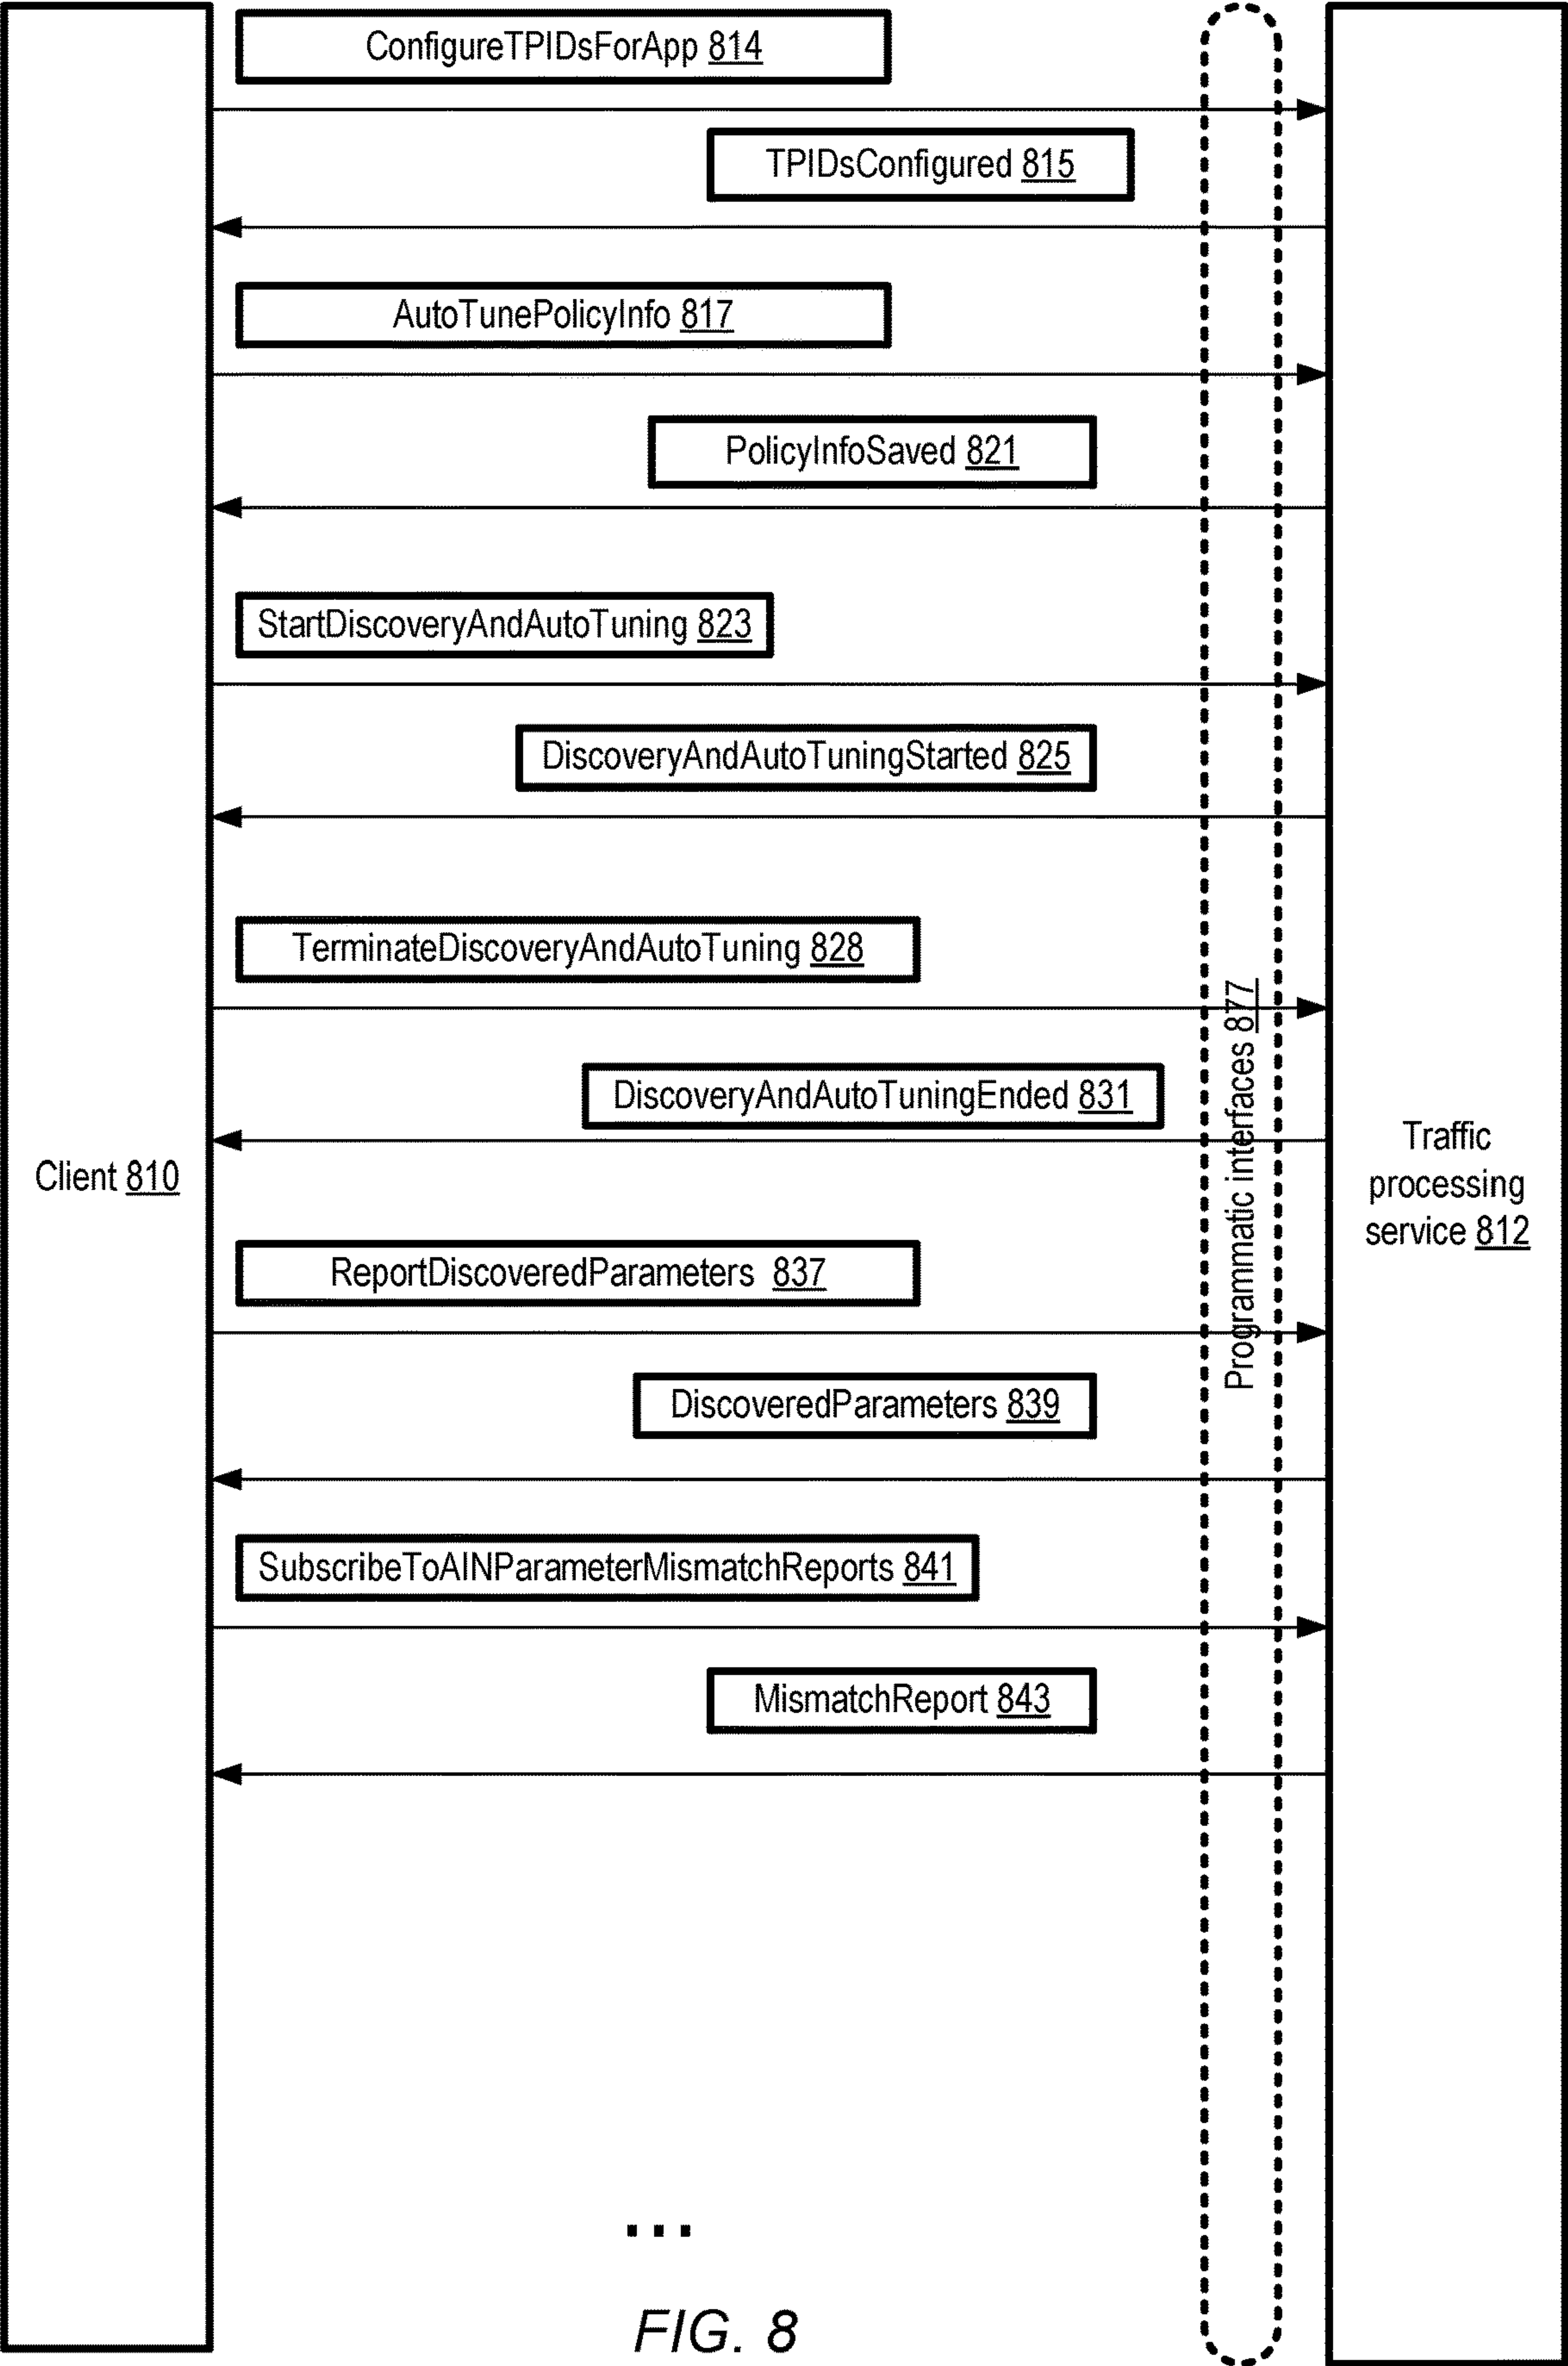 ConfigureTPIDsForApp 814
TPIDsConfigured 815
AutoTunePolicyInfo 817
PolicyInfoSaved 821
StartDiscoveryAndAutoTuning 823
DiscoveryAndAutoTuningStarted 825
TerminateDiscoveryAndAutoTuning 828
DiscoveryAndAutoTuningEnded 831
Client 810
Programmatic interfaces 877
Traffic
processing
service 812
ReportDiscoveredParameters 837
DiscoveredParameters 839
SubscribeToAINParameterMismatchReports 841
MismatchReport 843
...
FIG. 8